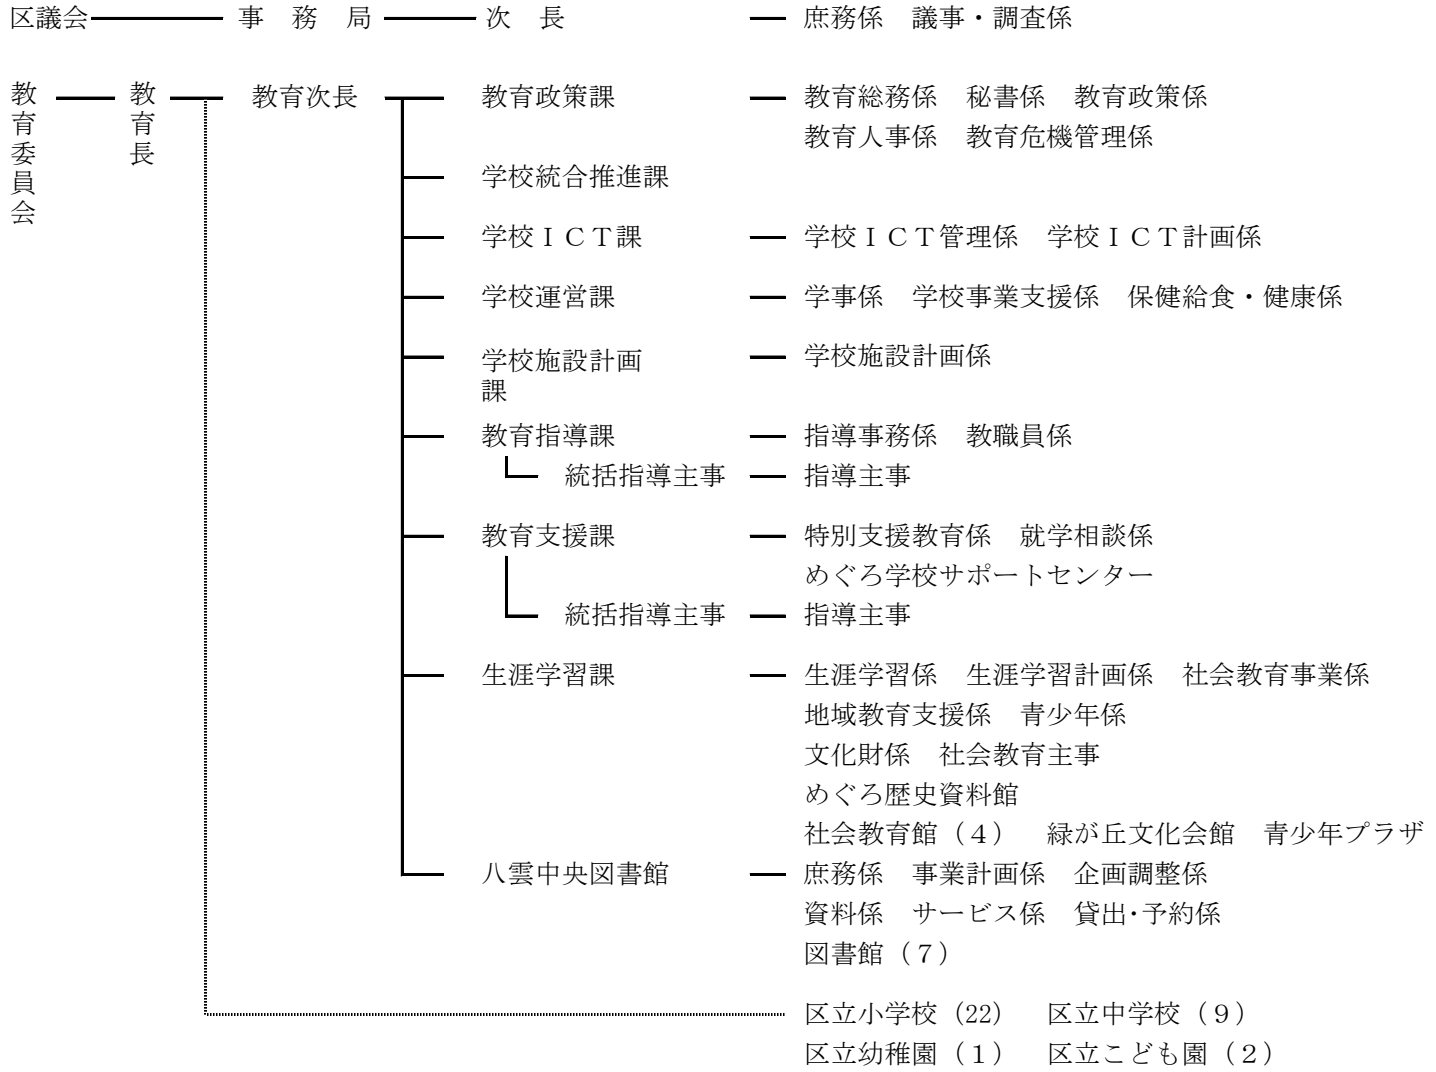 区議会 事務局 次長 庶務係　議事・調査係
教育委員会 教育長 教育次長 教育政策課 教育総務係　秘書係　教育政策係
教育人事係　教育危機管理係
学校統合推進課
学校ＩＣＴ課 学校ＩＣＴ管理係　学校ＩＣＴ計画係
学校運営課 学事係　学校事業支援係　保健給食・健康係
学校施設計画 学校施設計画係
課
教育指導課 指導事務係　教職員係
統括指導主事 指導主事
教育支援課 特別支援教育係　就学相談係
めぐろ学校サポートセンター
統括指導主事 指導主事
生涯学習課 生涯学習係　生涯学習計画係　社会教育事業係
地域教育支援係　青少年係
文化財係　社会教育主事
めぐろ歴史資料館
社会教育館（４）　緑が丘文化会館　青少年プラザ
八雲中央図書館 庶務係　事業計画係　企画調整係
資料係　サービス係　貸出･予約係
図書館（７）
区立小学校（22）　区立中学校（９）
区立幼稚園（１）　区立こども園（２）